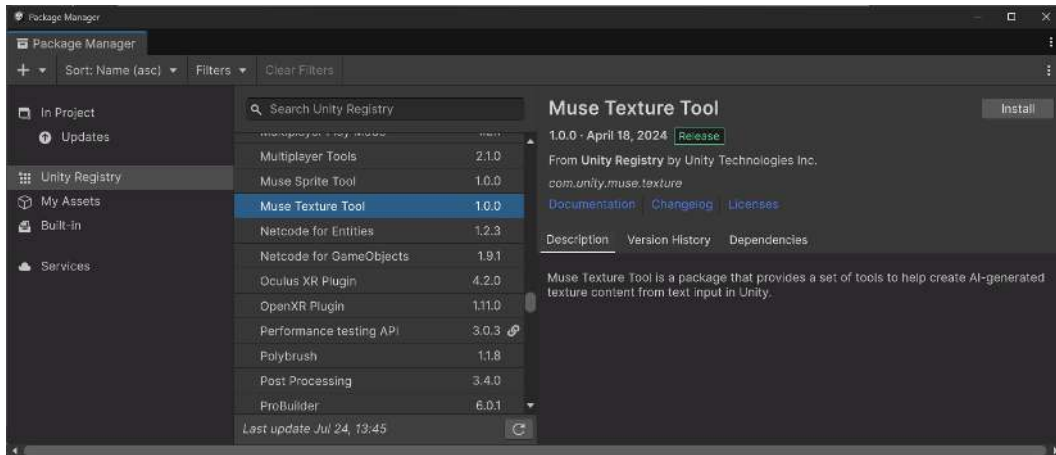 Package Manager
Package Manager
Sort: Name (asc) Filters Clear Filters
In Project
Updates
Unity Registry
My Assets
Built-in
Services
Search Unity Registry
Multiplayer Tools 2.1.0
Muse Sprite Tool 1.0.0
Muse Texture Tool 1.0.0
Netcode for Entities 1.2.3
Netcode for GameObjects 1.9.1
Oculus XR Plugin 4.2.0
OpenXR Plugin 1.11.0
Performance testing API 3.0.3
Polybrush 1.1.8
Post Processing 3.4.0
ProBuilder 6.0.1
Last update Jul 24, 13:45
Muse Texture Tool Install
1.0.0 · April 18, 2024 Release
From Unity Registry by Unity Technologies Inc.
com.unity.muse.texture
Documentation Changelog Licenses
Description Version History Dependencies
Muse Texture Tool is a package that provides a set of tools to help create AI-generated
texture content from text input in Unity.